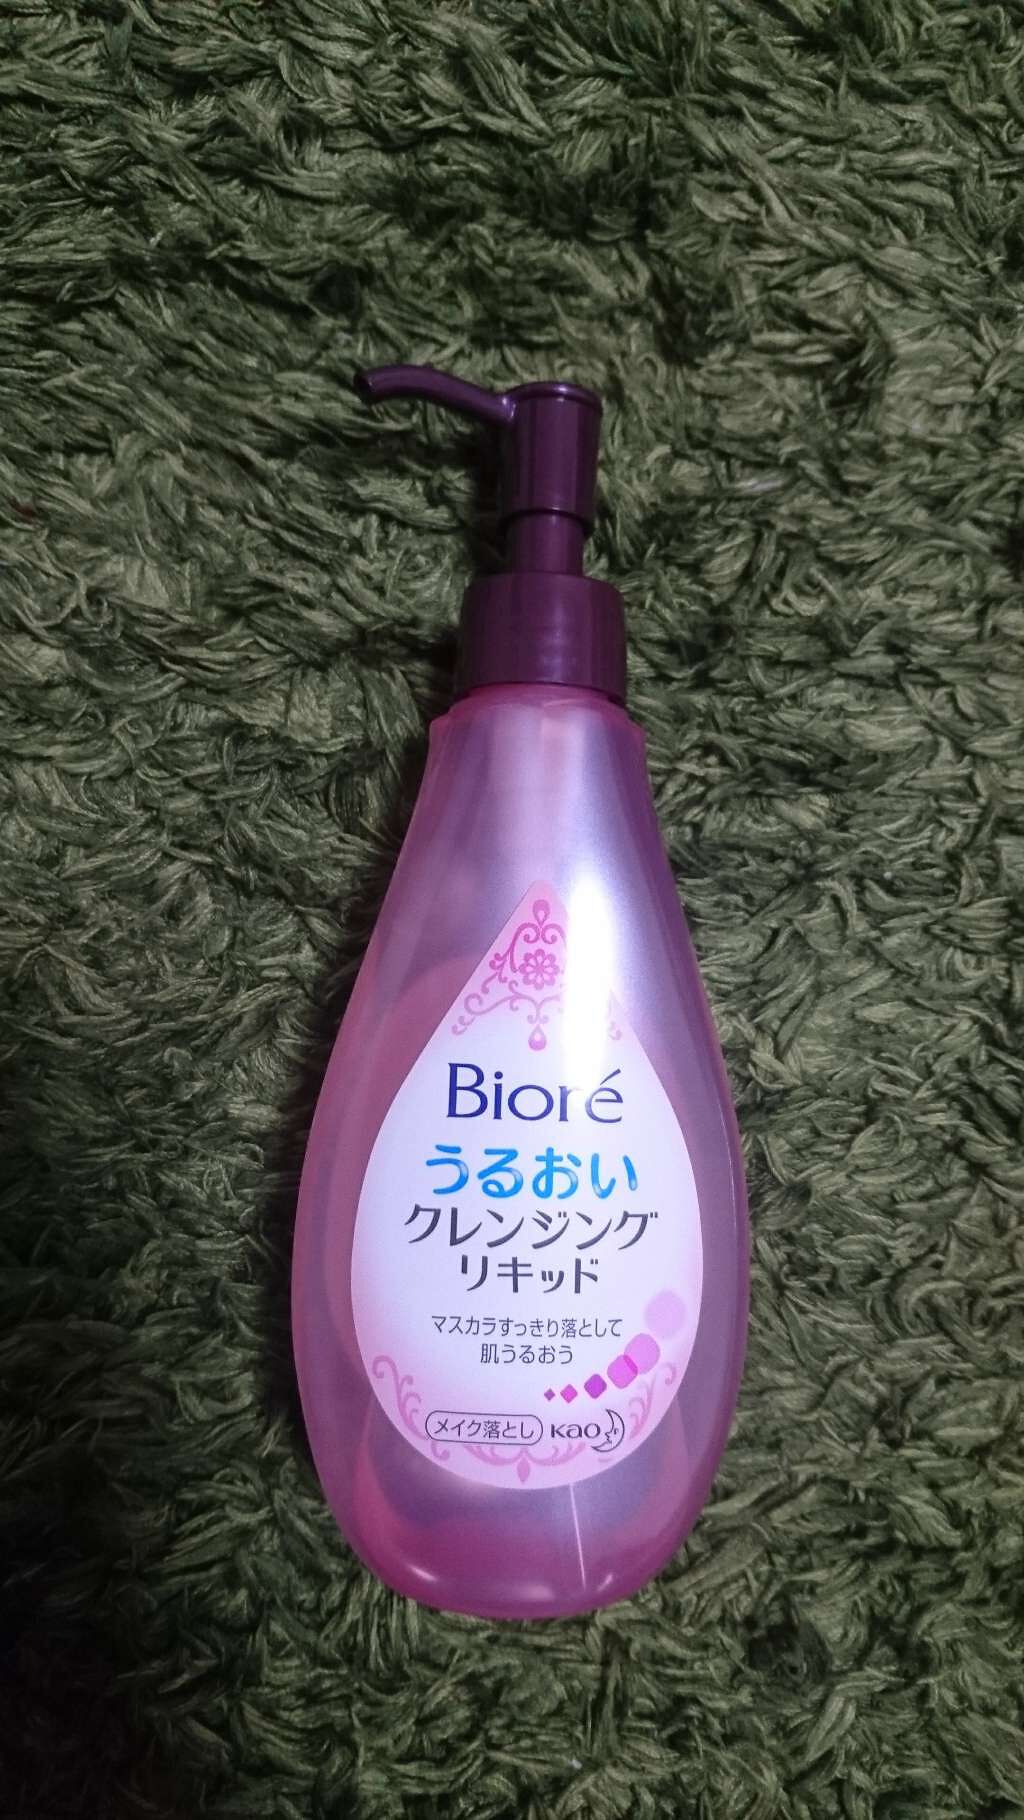 Bioré
うるおい
クレンジング
リキッド
マスカラすっきり落として
肌うるおう
メイク落とし Kao